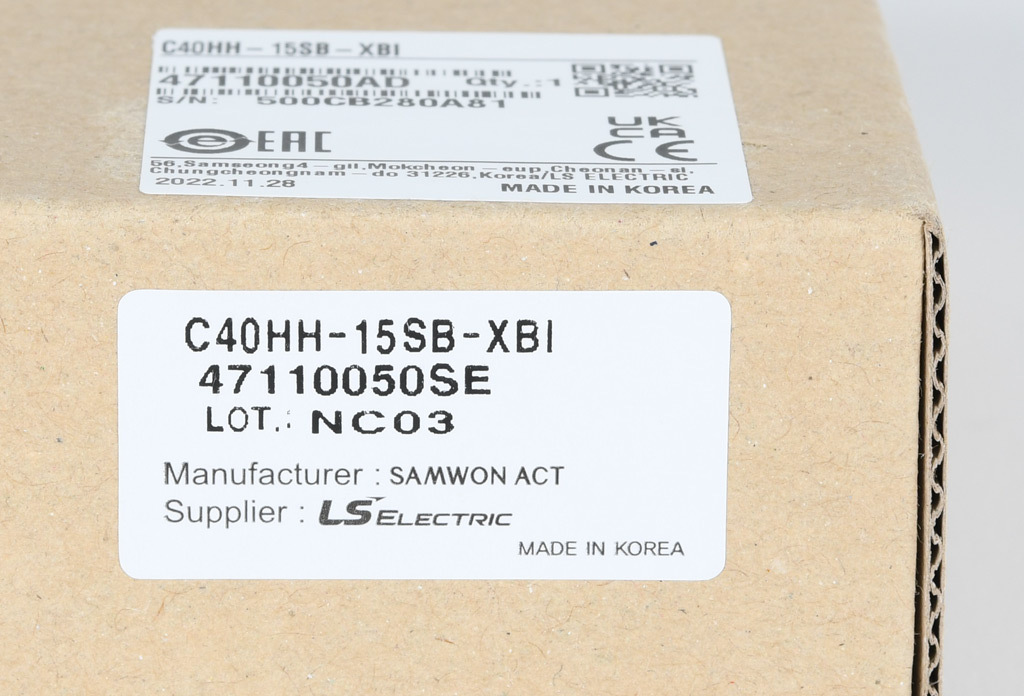 C40HH-15SB-XBI
47110050AD Qty.:1
S/N: 500CB280A81
EAC
UK
CA
CE
56,Samseong4-gil,Mokcheon-eup,Cheonan-si,
Chungcheongnam-do 31226,Korea/LS ELECTRIC
2022.11.28 MADE IN KOREA
C40HH-15SB-XBI
47110050SE
LOT.: NC03
Manufacturer : SAMWON ACT
Supplier : LS ELECTRIC
MADE IN KOREA